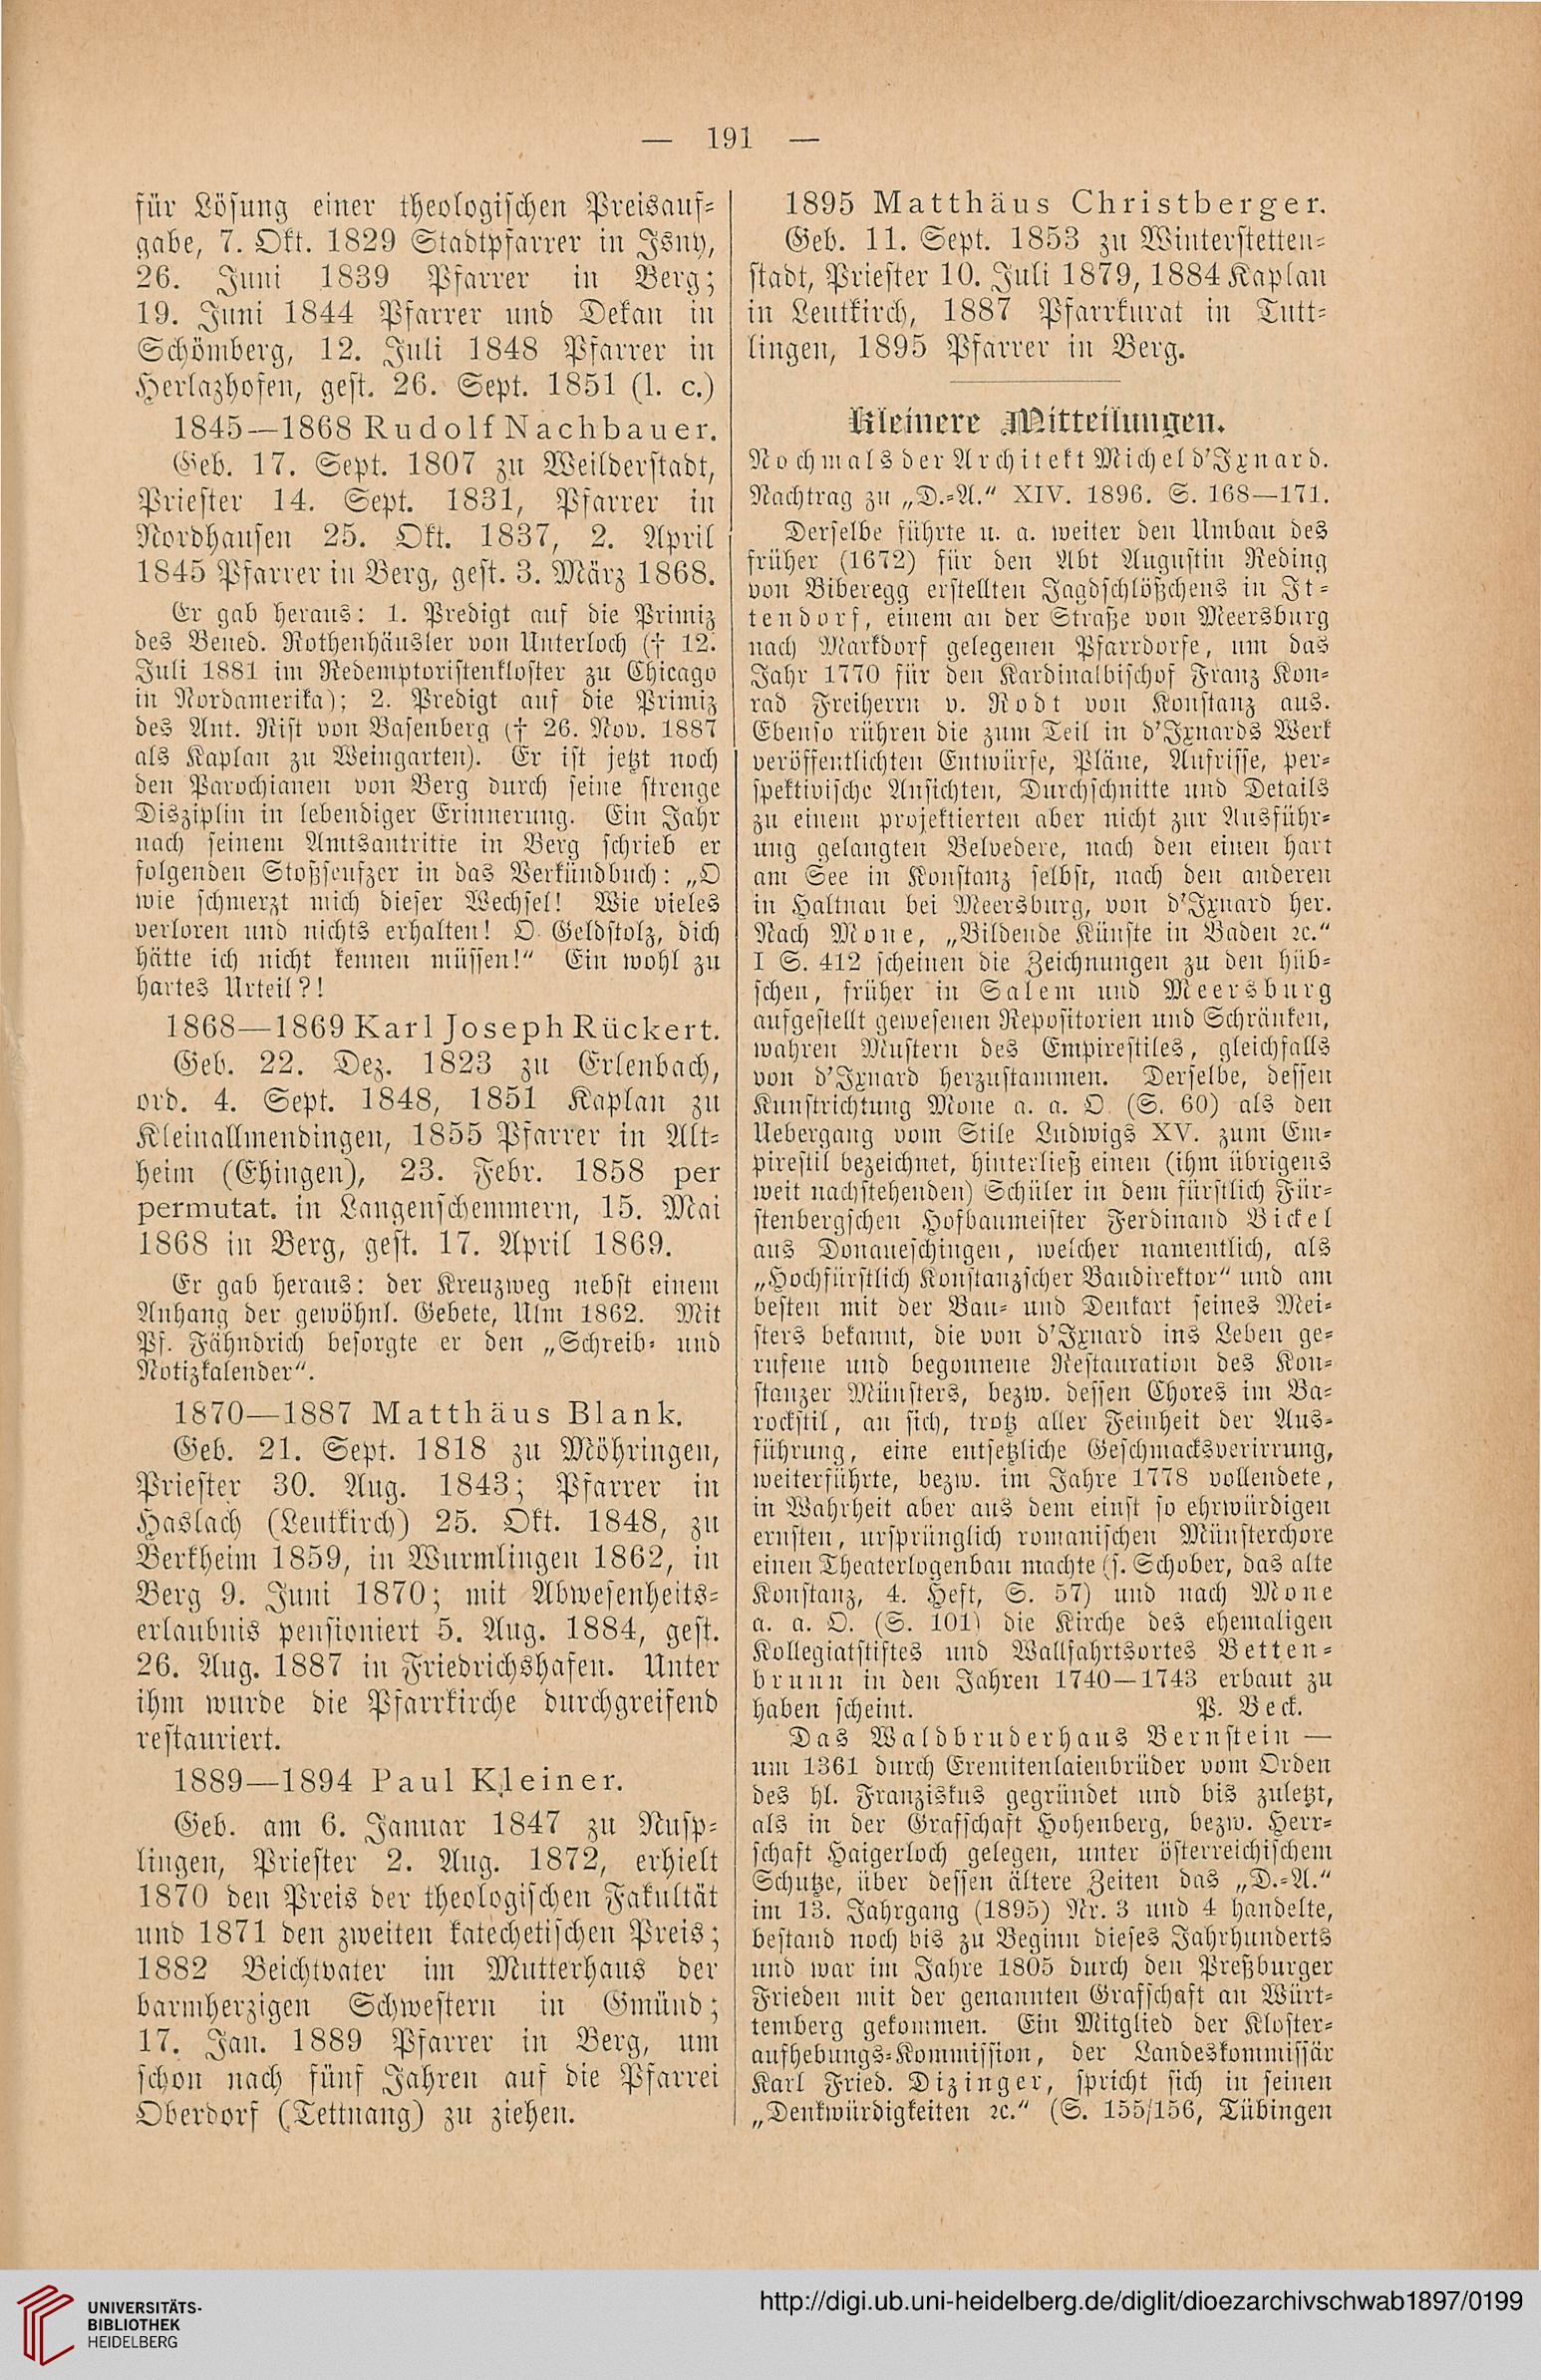 — 191 —
für Lösung einer theologischen Preisauf-
gabe, 7. Okt. 1829 Stadtpfarrer in Isny,
26. Juni 1839 Pfarrer in Berg;
19. Juni 1844 Pfarrer und Dekan in
Schömberg, 12. Juli 1848 Pfarrer in
Herlazhofen, gest. 26. Sept. 1851 (l. c.)
1845—1868 Rudolf Nachbauer.
Geb. 17. Sept. 1807 zu Weilderstadt,
Priester 14. Sept. 1831, Pfarrer in
Nordhausen 25. Okt. 1837, 2. April
1845 Pfarrer in Berg, gest. 3. März 1868.
Er gab heraus: 1. Predigt auf die Primiz
des Bened. Rothenhäusler von Unterloch († 12.
Juli 1881 im Redemptoristenkloster zu Chicago
in Nordamerika); 2. Predigt auf die Primiz
des Ant. Rist von Basenberg († 26. Nov. 1887
als Kaplan zu Weingarten). Er ist jetzt noch
den Parochianen von Berg durch seine strenge
Disziplin in lebendiger Erinnerung. Ein Jahr
nach seinem Amtsantritte in Berg schrieb er
folgenden Stoßseufzer in das Verkündbuch: „O
wie schmerzt mich dieser Wechsel! Wie vieles
verloren und nichts erhalten! O Geldstolz, dich
hätte ich nicht kennen müssen!“ Ein wohl zu
hartes Urteil?!
1868—1869 Karl Joseph Rückert.
Geb. 22. Dez. 1823 zu Erlenbach,
ord. 4. Sept. 1848, 1851 Kaplan zu
Kleinallmendingen, 1855 Pfarrer in Alt-
heim (Ehingen), 23. Febr. 1858 per
permutat. in Langenschemmern, 15. Mai
1868 in Berg, gest. 17. April 1869.
Er gab heraus: der Kreuzweg nebst einem
Anhang der gewöhnl. Gebete, Ulm 1862. Mit
Pf. Fähndrich besorgte er den „Schreib- und
Notizkalender“.
1870—1887 Matthäus Blank.
Geb. 21. Sept. 1818 zu Möhringen,
Priester 30. Aug. 1843; Pfarrer in
Haslach (Leutkirch) 25. Okt. 1848, zu
Berkheim 1859, in Wurmlingen 1862, in
Berg 9. Juni 1870; mit Abwesenheits-
erlaubnis pensioniert 5. Aug. 1884, gest.
26. Aug. 1887 in Friedrichshafen. Unter
ihm wurde die Pfarrkirche durchgreifend
restauriert.
1889—1894 Paul Kleiner.
Geb. am 6. Januar 1847 zu Nusp-
lingen, Priester 2. Aug. 1872, erhielt
1870 den Preis der theologischen Fakultät
und 1871 den zweiten katechetischen Preis;
1882 Beichtvater im Mutterhaus der
barmherzigen Schwestern in Gmünd;
17. Jan. 1889 Pfarrer in Berg, um
schon nach fünf Jahren auf die Pfarrei
Oberdorf (Tettnang) zu ziehen.
1895 Matthäus Christberger.
Geb. 11. Sept. 1853 zu Winterstetten-
stadt, Priester 10. Juli 1879, 1884 Kaplan
in Leutkirch, 1887 Pfarrkurat in Tutt-
lingen, 1895 Pfarrer in Berg.
Kleinere Mitteilungen.
Nochmals der Architekt Michel d'Ixnard.
Nachtrag zu „D.-A.“ XIV. 1896. S. 168—171.
Derselbe führte u. a. weiter den Umbau des
früher (1672) für den Abt Augustin Reding
von Biberegg erstellten Jagdschlößchens in It-
tendorf, einem an der Straße von Meersburg
nach Markdorf gelegenen Pfarrdorfe, um das
Jahr 1770 für den Kardinalbischof Franz Kon-
rad Freiherrn v. Rodt von Konstanz aus.
Ebenso rühren die zum Teil in d'Ixnards Werk
veröffentlichten Entwürfe, Pläne, Aufrisse, per-
spektivische Ansichten, Durchschnitte und Details
zu einem projektierten aber nicht zur Ausführ-
ung gelangten Belvedere, nach den einen hart
am See in Konstanz selbst, nach den anderen
in Haltnau bei Meersburg, von d'Ixnard her.
Nach Mone, „Bildende Künste in Baden ꝛc.“
I S. 412 scheinen die Zeichnungen zu den hüb-
schen, früher in Salem und Meersburg
aufgestellt gewesenen Repositorien und Schränken,
wahren Mustern des Empirestiles, gleichfalls
von d'Ixnard herzustammen. Derselbe, dessen
Kunstrichtung Mone a. a. O. (S. 60) als den
Uebergang vom Stile Ludwigs XV. zum Em-
pirestil bezeichnet, hinterließ einen (ihm übrigens
weit nachstehenden) Schüler in dem fürstlich Für-
stenbergschen Hofbaumeister Ferdinand Bickel
aus Donaueschingen, welcher namentlich, als
„Hochfürstlich Konstanzscher Baudirektor“ und am
besten mit der Bau- und Denkart seines Mei-
sters bekannt, die von d'Ixnard ins Leben ge-
rufene und begonnene Restauration des Kon-
stanzer Münsters, bezw. dessen Chores im Ba-
rockstil, an sich, trotz aller Feinheit der Aus-
führung, eine entsetzliche Geschmacksverirrung,
weiterführte, bezw. im Jahre 1778 vollendete,
in Wahrheit aber aus dem einst so ehrwürdigen
ernsten, ursprünglich romanischen Münsterchore
einen Theaterlogenbau machte (s. Schober, das alte
Konstanz, 4. Heft, S. 57) und nach Mone
a. a. O. (S. 101) die Kirche des ehemaligen
Kollegiatstiftes und Wallfahrtsortes Betten-
brunn in den Jahren 1740—1743 erbaut zu
haben scheint. P. Beck.
Das Waldbruderhaus Bernstein —
um 1361 durch Eremitenlaienbrüder vom Orden
des hl. Franziskus gegründet und bis zuletzt,
als in der Grafschaft Hohenberg, bezw. Herr-
schaft Haigerloch gelegen, unter österreichischem
Schutze, über dessen ältere Zeiten das „D.-A.“
im 13. Jahrgang (1895) Nr. 3 und 4 handelte,
bestand noch bis zu Beginn dieses Jahrhunderts
und war im Jahre 1805 durch den Preßburger
Frieden mit der genannten Grafschaft an Würt-
temberg gekommen. Ein Mitglied der Kloster-
aufhebungs-Kommission, der Landeskommissär
Karl Fried. Dizinger, spricht sich in seinen
„Denkwürdigkeiten ꝛc.“ (S. 155/156, Tübingen
UNIVERSITÄTS-
BIBLIOTHEK
HEIDELBERG
http://digi.ub.uni-heidelberg.de/diglit/dioezarchivschwab1897/0199